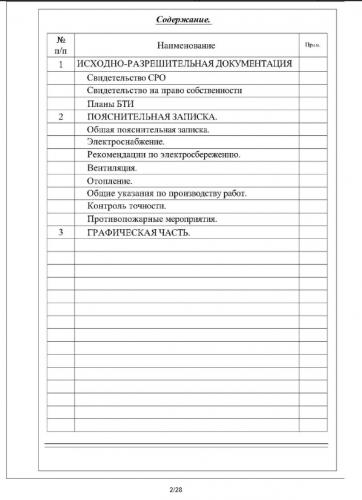 Содержание.
№
п/п
Наименование
Прим.
1 ИСХОДНО-РАЗРЕШИТЕЛЬНАЯ ДОКУМЕНТАЦИЯ
Свидетельство СРО
Свидетельство на право собственности
Планы БТИ
2 ПОЯСНИТЕЛЬНАЯ ЗАПИСКА.
Общая пояснительная записка.
Электроснабжение.
Рекомендации по электросбережению.
Вентиляция.
Отопление.
Общие указания по производству работ.
Контроль точности.
Противопожарные мероприятия.
3 ГРАФИЧЕСКАЯ ЧАСТЬ.
2/28